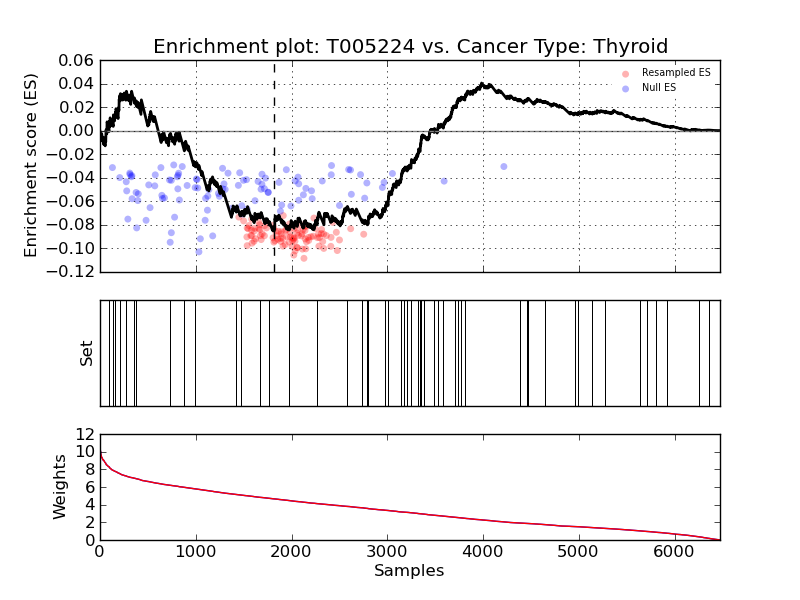 Enrichment plot: T005224 vs. Cancer Type: Thyroid
Enrichment score (ES)
0.06
0.04
0.02
0.00
−0.02
−0.04
−0.06
−0.08
−0.10
−0.12
Resampled ES
Null ES
Set
Weights
12
10
8
6
4
2
0
0 1000 2000 3000 4000 5000 6000
Samples